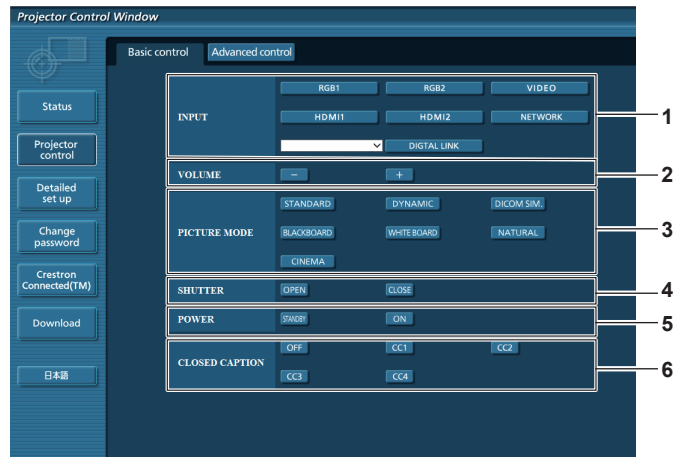 Projector Control Window
Basic control
Advanced control
Status
Projector
control
Detailed
set up
Change
password
Crestron
Connected(TM)
Download
日本語
INPUT
RGB1
RGB2
VIDEO
HDMI1
HDMI2
NETWORK
DIGTAL LINK
1
VOLUME
-
+
2
PICTURE MODE
STANDARD
DYNAMIC
DICOM SIM.
BLACKBOARD
WHITE BOARD
NATURAL
CINEMA
3
SHUTTER
OPEN
CLOSE
4
POWER
STANDBY
ON
5
CLOSED CAPTION
OFF
CC1
CC2
CC3
CC4
6